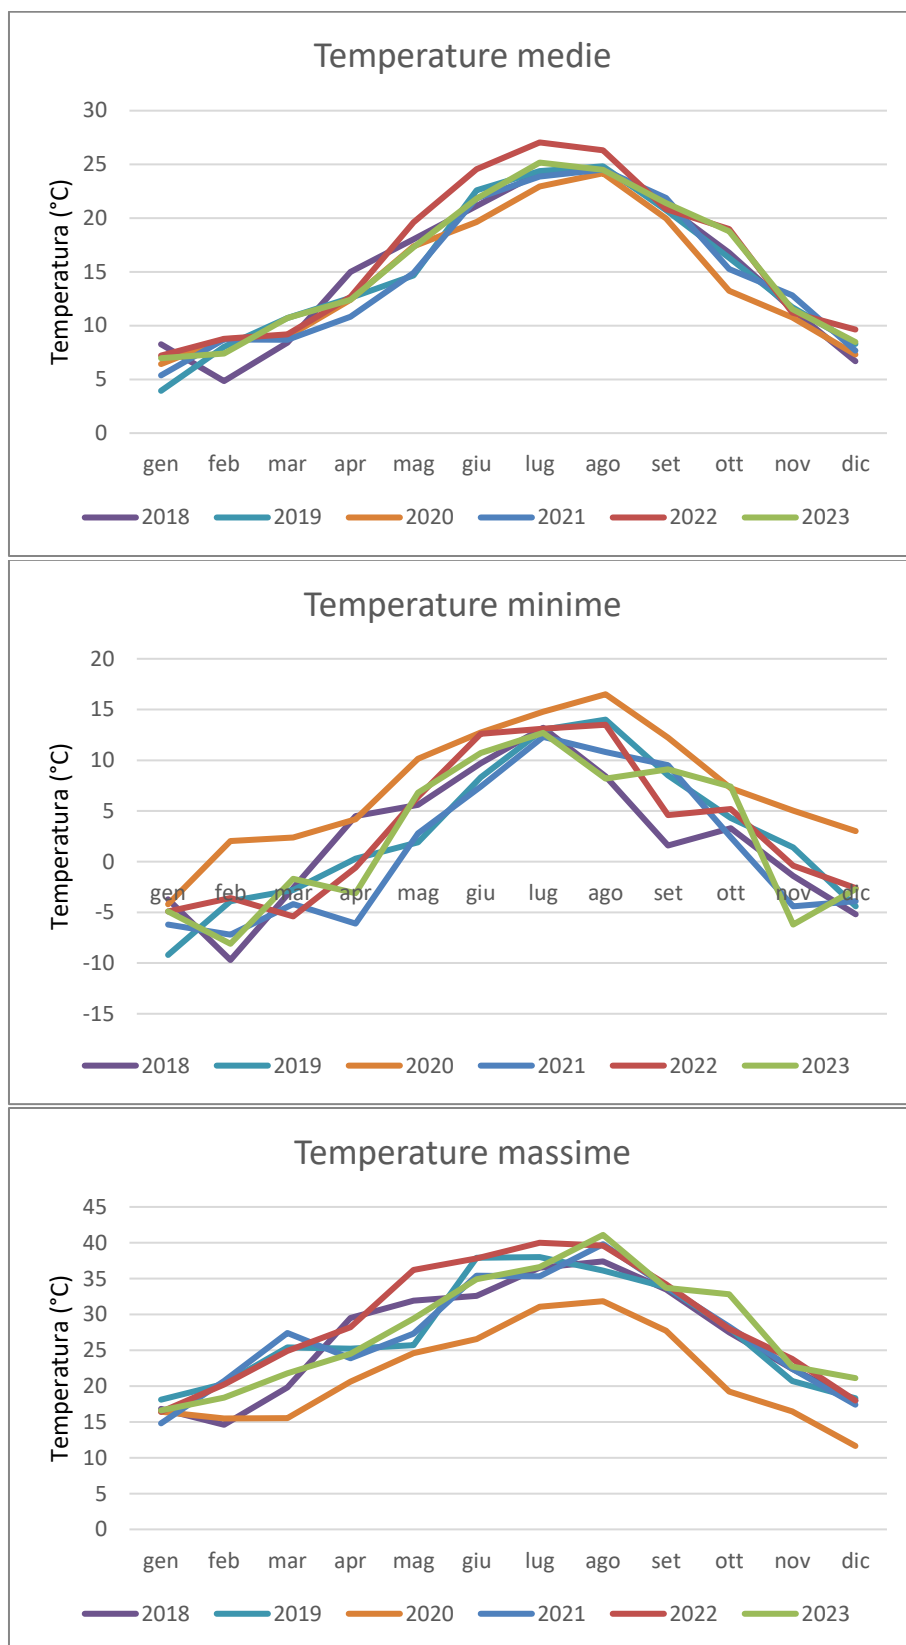 Temperature medie
30
25
20
15
10
5
0
Temperatura (°C)
gen feb mar apr mag giu lug ago set ott nov dic
2018 2019 2020 2021 2022 2023
Temperature minime
20
15
10
5
0
-5
-10
-15
Temperatura (°C)
gen feb mar apr mag giu lug ago set ott nov dic
2018 2019 2020 2021 2022 2023
Temperature massime
45
40
35
30
25
20
15
10
5
0
Temperatura (°C)
gen feb mar apr mag giu lug ago set ott nov dic
2018 2019 2020 2021 2022 2023